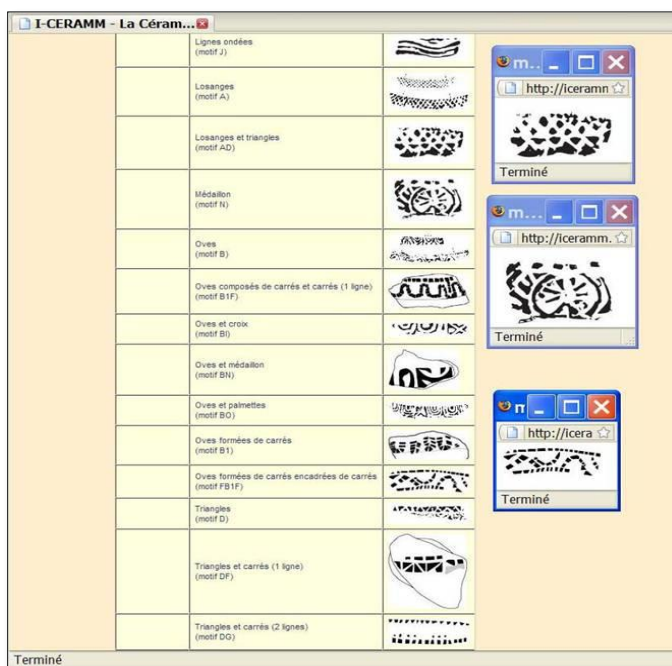 I-CERAMM - La Céram...
Lignes ondées
(motif J)
Losanges
(motif A)
Losanges et triangles
(motif AD)
Médaillon
(motif N)
Oves
(motif B)
Oves composés de carrés et carrés (1 ligne)
(motif B1F)
Oves et croix
(motif BI)
Oves et médaillon
(motif BN)
Oves et palmettes
(motif BO)
Oves formées de carrés
(motif B1)
Oves formées de carrés encadrées de carrés
(motif FB1F)
Triangles
(motif D)
Triangles et carrés (1 ligne)
(motif DF)
Triangles et carrés (2 lignes)
(motif DG)
Terminé
m...
http://iceramm
Terminé
m...
http://iceramm.
Terminé
http://icera
Terminé